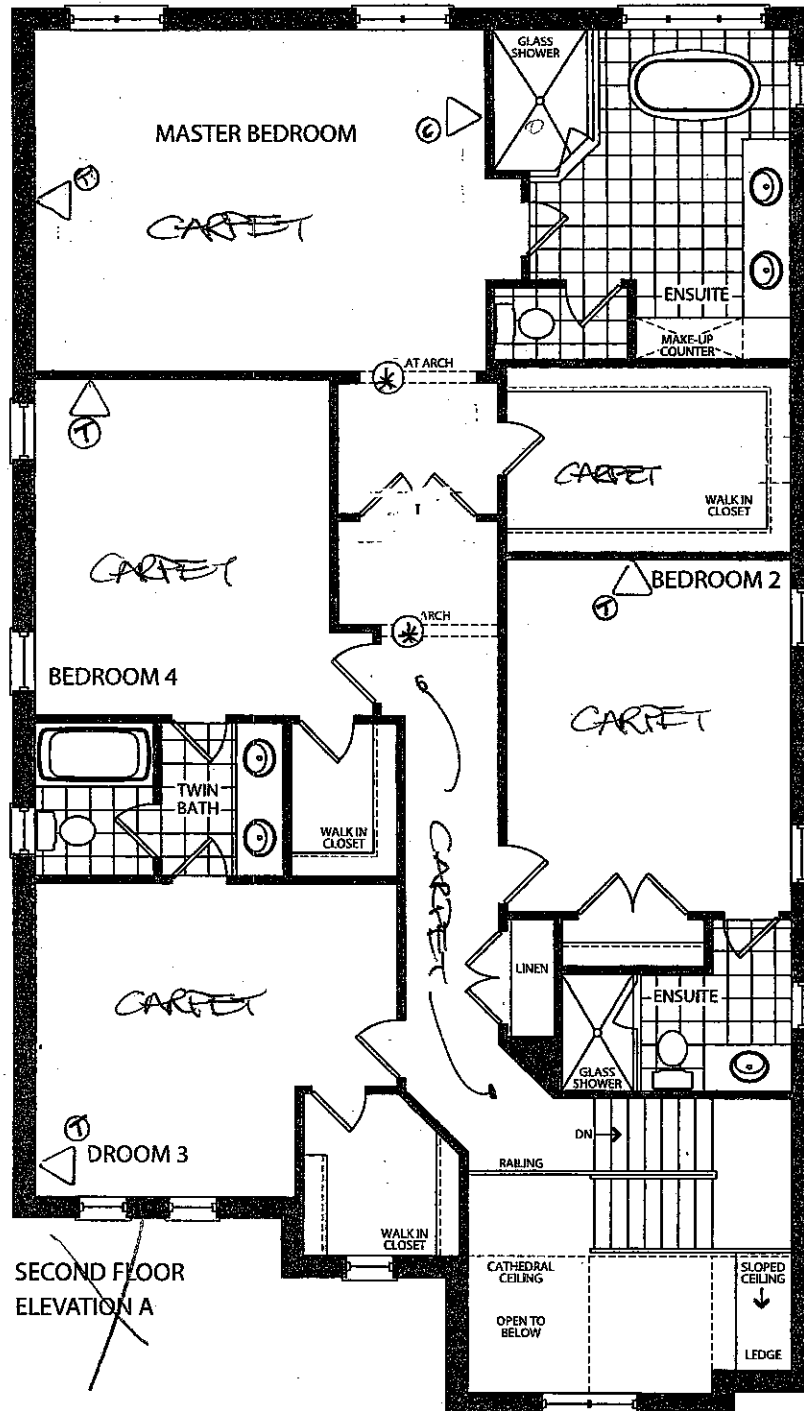 GLASS
SHOWER
MASTER BEDROOM
CARPET
T
ENSUITE
MAKE-UP
COUNTER
AT ARCH
T
CARPET
WALK IN
CLOSET
CARPET
BEDROOM 2
T
ARCH
BEDROOM 4
CARPET
TWIN
BATH
WALK IN
CLOSET
CARPET
LINEN
CARPET
ENSUITE
GLASS
SHOWER
T
DROOM 3
DN
RAILING
WALK IN
CLOSET
SECOND FLOOR
ELEVATION A
CATHEDRAL
CEILING
SLOPED
CEILING
OPEN TO
BELOW
LEDGE